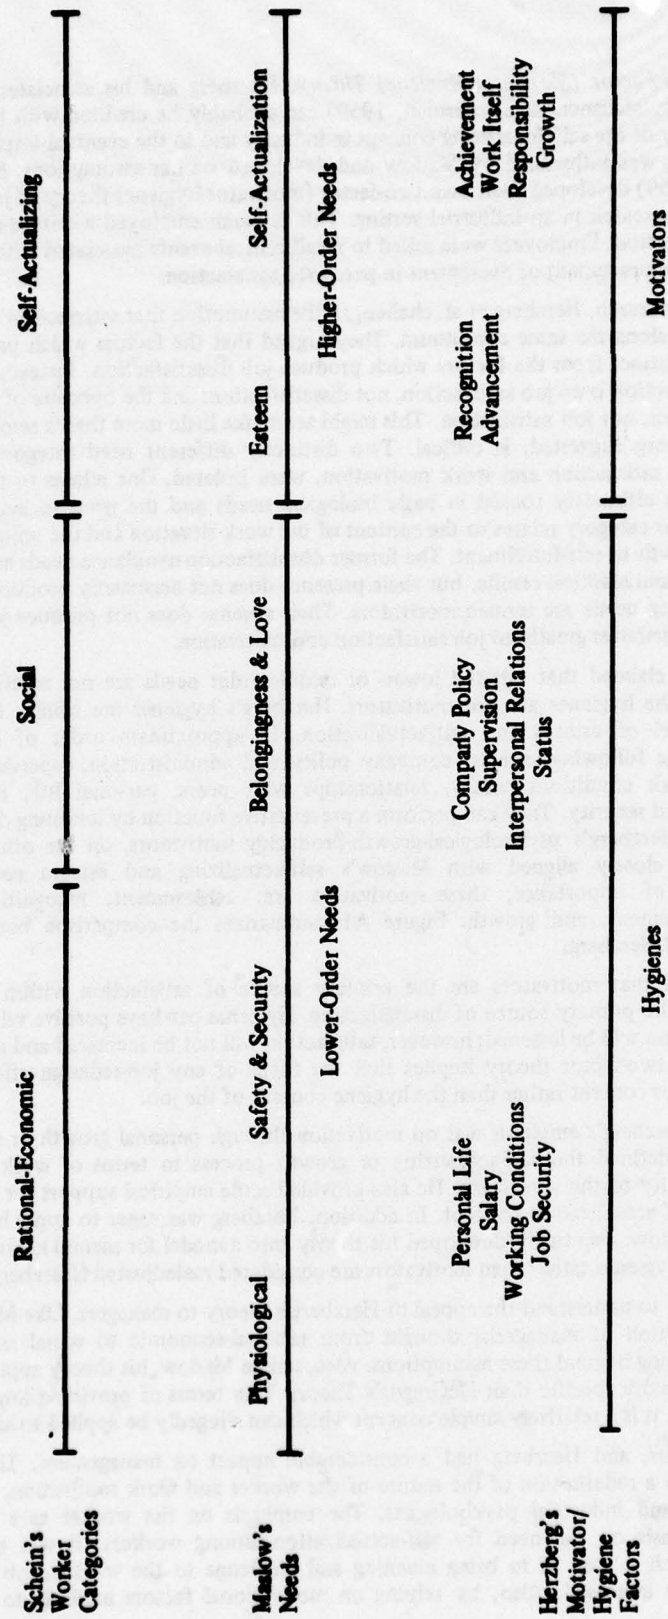 Schein's
Worker
Categories
Rational-Economic
Social
Self-Actualizing
Maslow's
Needs
Physiological
Safety & Security
Belongingness & Love
Esteem
Self-Actualization
Lower-Order Needs
Higher-Order Needs
Herzberg's
Motivator/
Hygiene
Factors
Personal Life
Salary
Working Conditions
Job Security
Company Policy
Supervision
Interpersonal Relations
Status
Recognition
Advancement
Achievement
Work Itself
Responsibility
Growth
Hygienes
Motivators